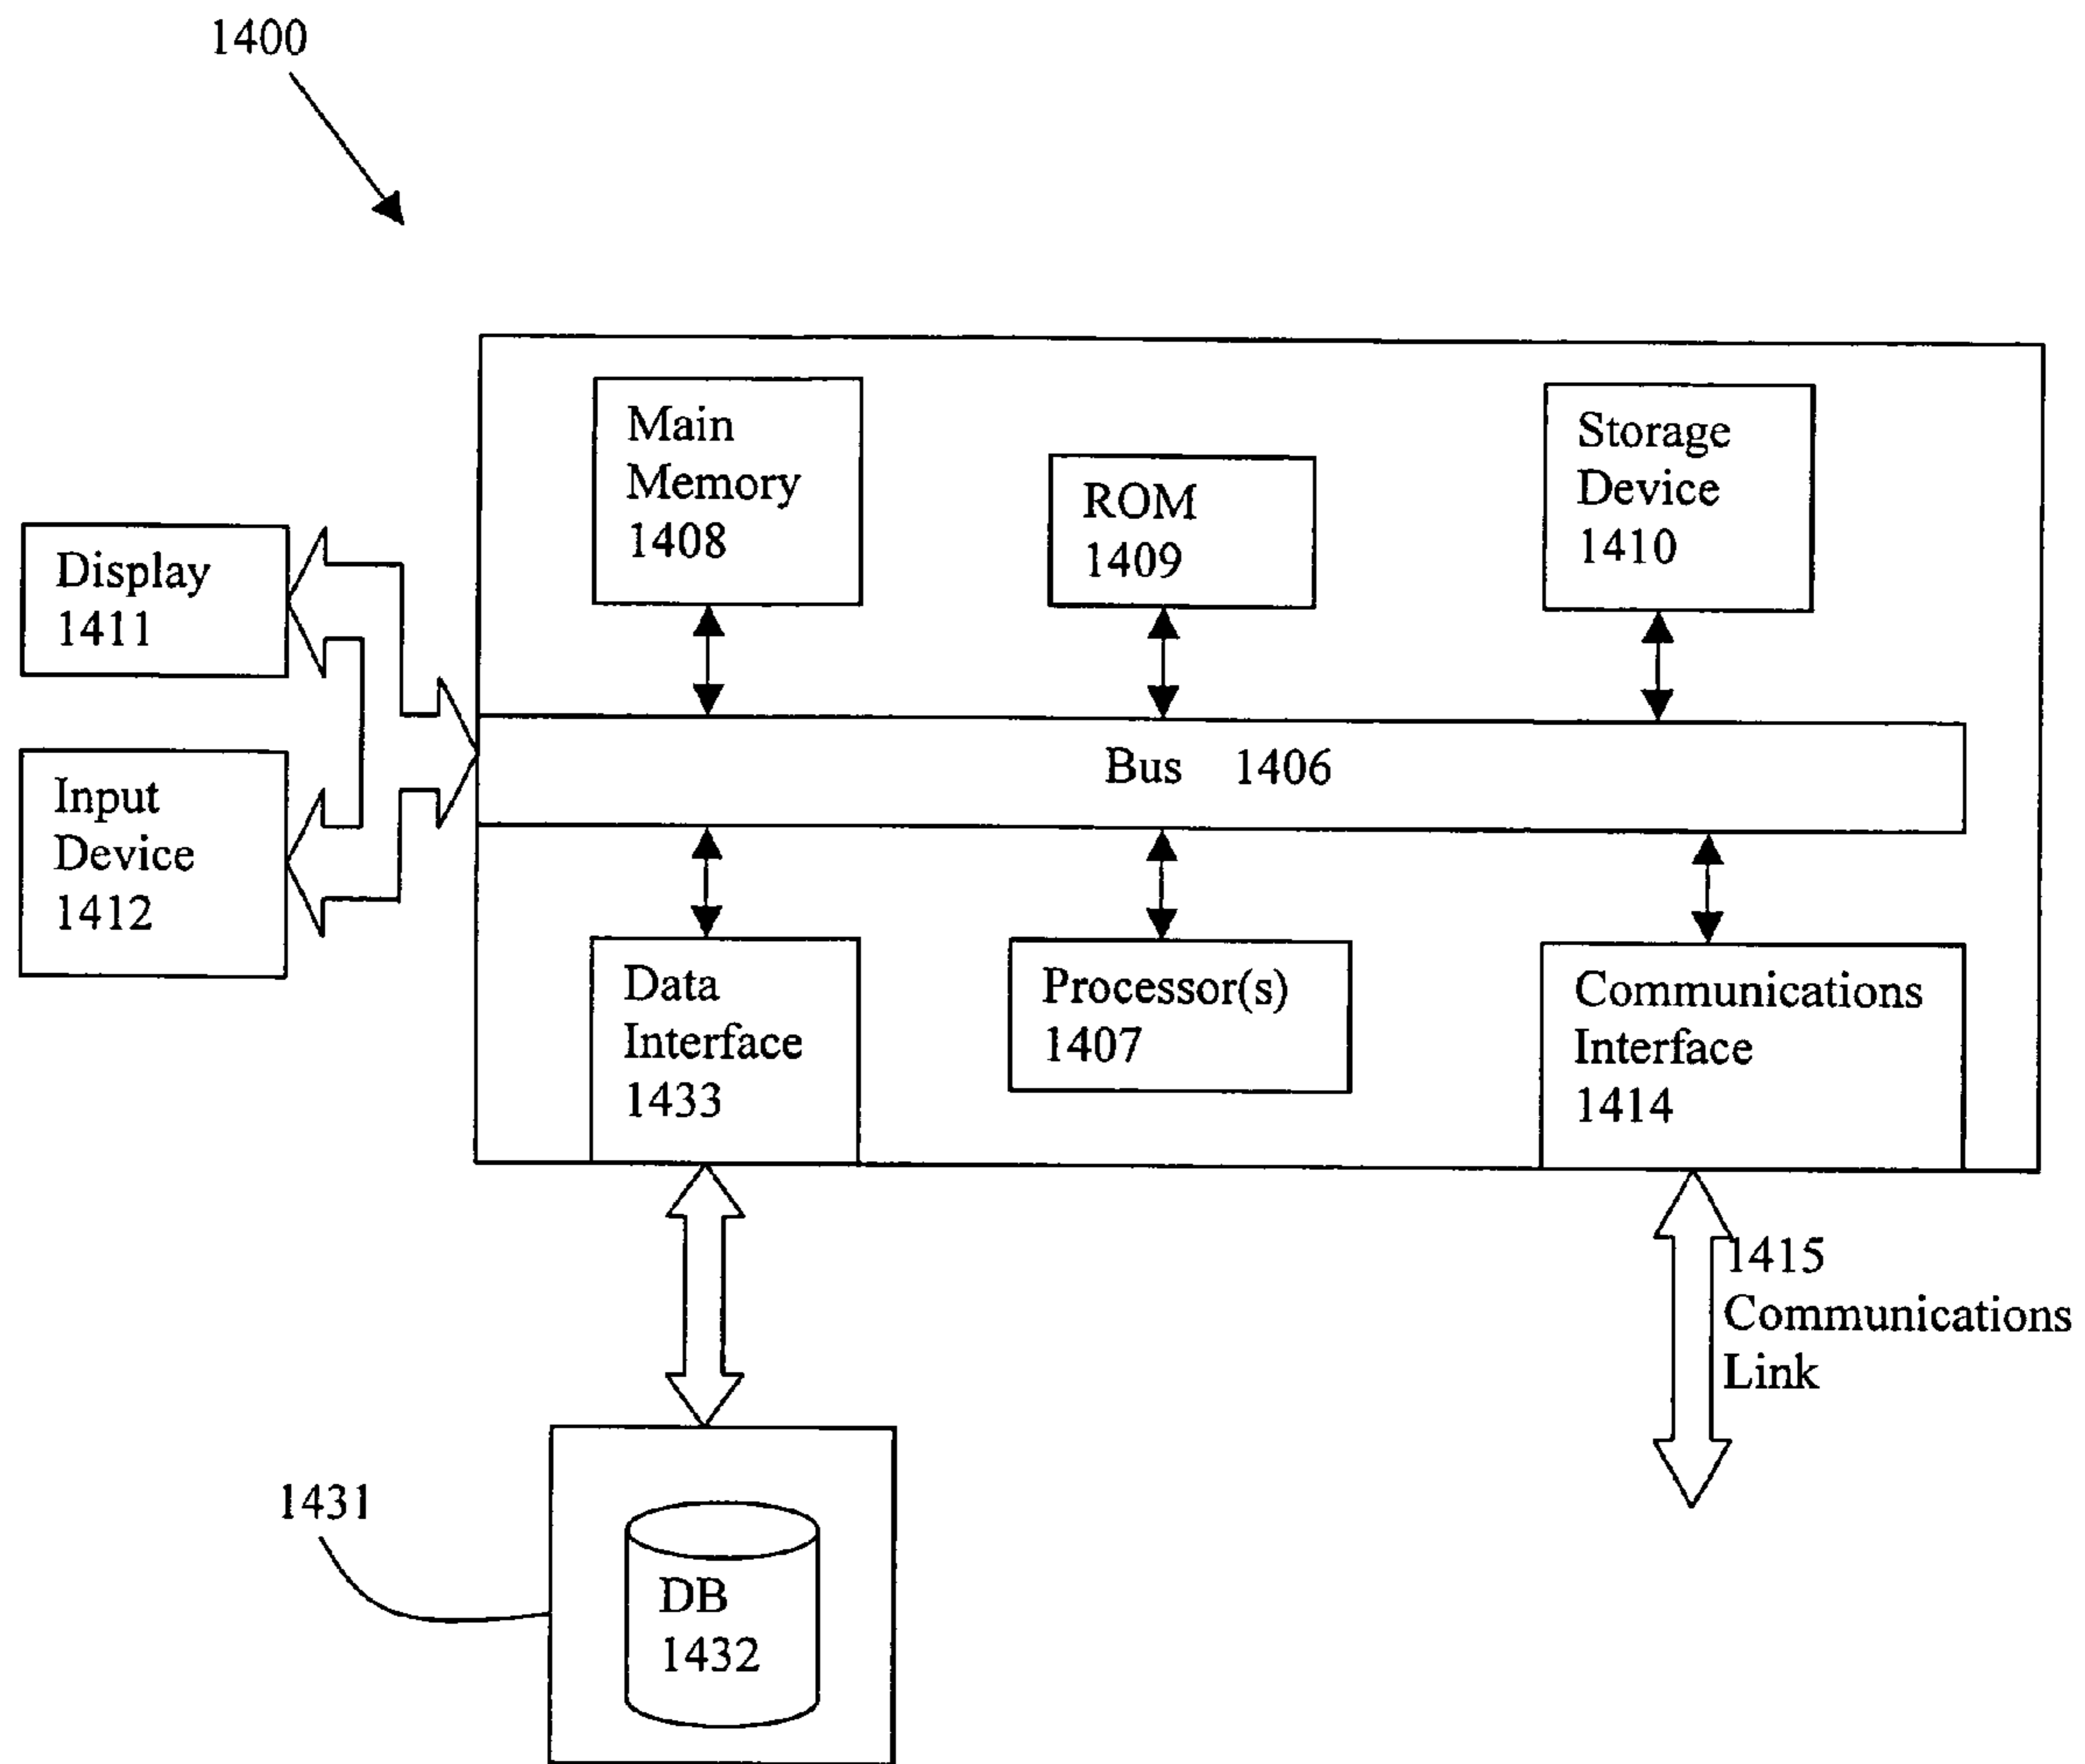 1400
Main
Memory
1408
ROM
1409
Storage
Device
1410
Display
1411
Bus 1406
Input
Device
1412
Data
Interface
1433
Processor(s)
1407
Communications
Interface
1414
1415
Communications
Link
1431
DB
1432